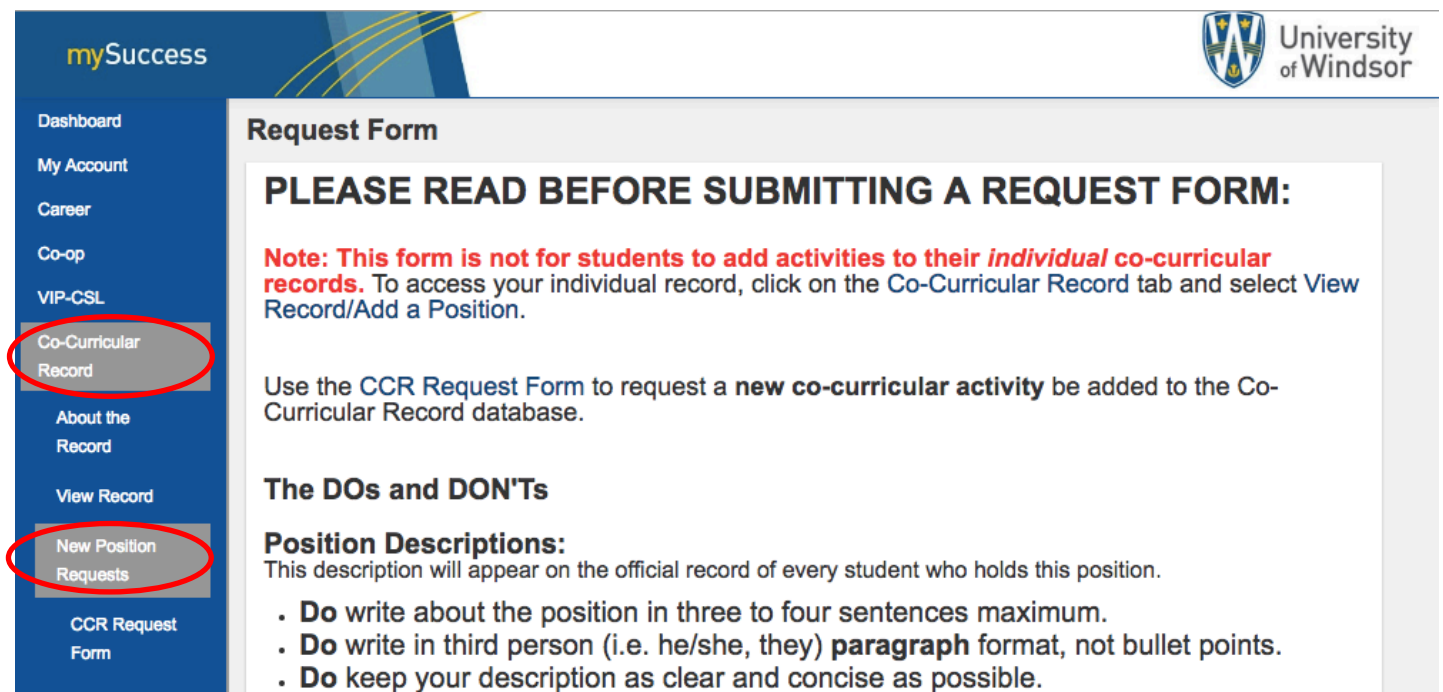 mySuccess
University
of Windsor
Dashboard
My Account
Career
Co-op
VIP-CSL
Co-Curricular
Record
About the
Record
View Record
New Position
Requests
CCR Request
Form
Request Form
PLEASE READ BEFORE SUBMITTING A REQUEST FORM:
Note: This form is not for students to add activities to their individual co-curricular
records. To access your individual record, click on the Co-Curricular Record tab and select View
Record/Add a Position.
Use the CCR Request Form to request a new co-curricular activity be added to the Co-
Curricular Record database.
The DOs and DON'Ts
Position Descriptions:
This description will appear on the official record of every student who holds this position.
• Do write about the position in three to four sentences maximum.
• Do write in third person (i.e. he/she, they) paragraph format, not bullet points.
• Do keep your description as clear and concise as possible.